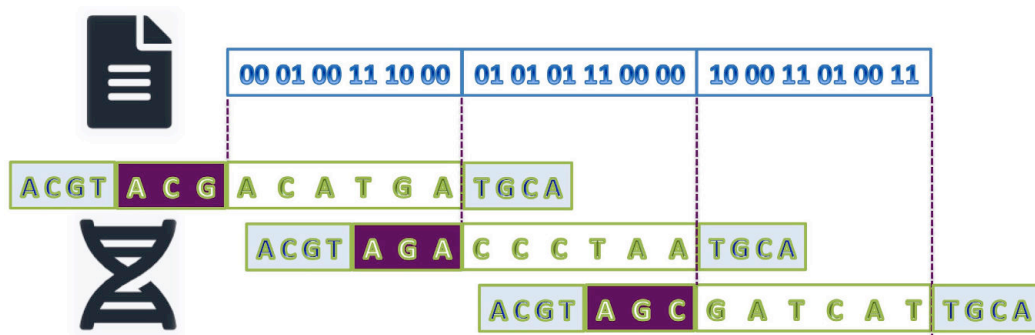 00 01 00 11 10 00 01 01 01 11 00 00 10 00 11 01 00 11
ACGT A C G A C A T G A TGCA
ACGT A G A C C C T A A TGCA
ACGT A G C G A T C A T TGCA